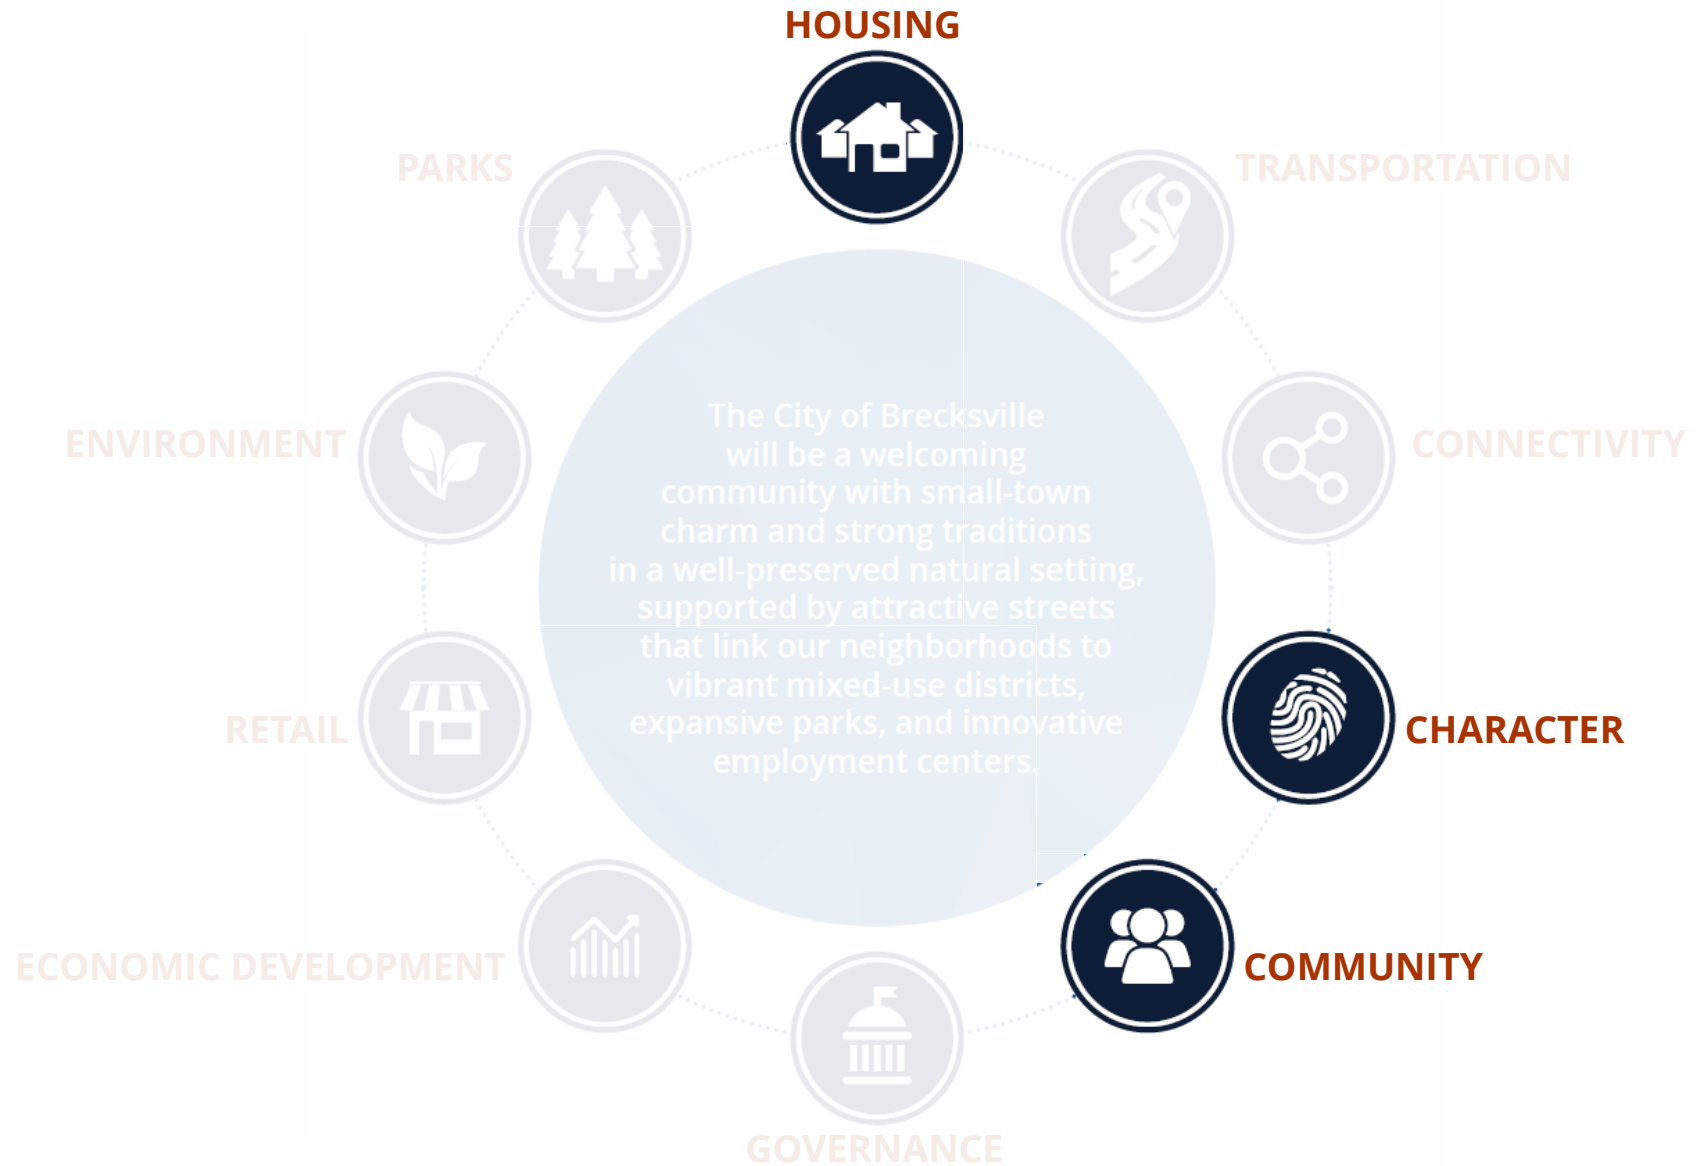 HOUSING
PARKS
TRANSPORTATION
ENVIRONMENT
CONNECTIVITY
The City of Brecksville
will be a welcoming
community with small-town
charm and strong traditions
in a well-preserved natural setting,
supported by attractive streets
that link our neighborhoods to
vibrant mixed-use districts,
expansive parks, and innovative
employment centers.
RETAIL
CHARACTER
ECONOMIC DEVELOPMENT
COMMUNITY
GOVERNANCE